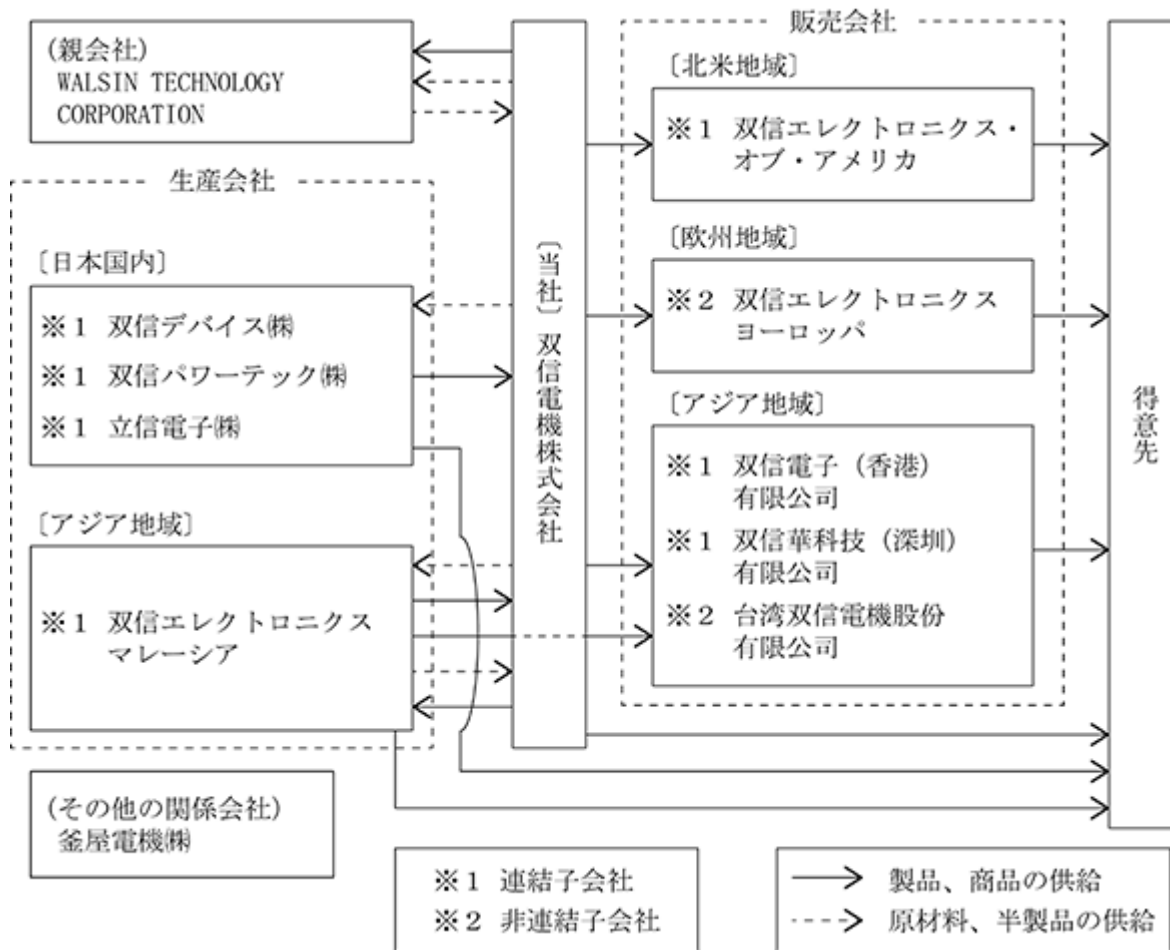 (親会社)
WALSIN TECHNOLOGY
CORPORATION
生産会社
〔日本国内〕
※1 双信デバイス㈱
※1 双信パワーテック㈱
※1 立信電子㈱
〔アジア地域〕
※1 双信エレクトロニクス
マレーシア
(その他の関係会社)
釜屋電機㈱
〔当社〕双信電機株式会社
販売会社
〔北米地域〕
※1 双信エレクトロニクス・
オブ・アメリカ
〔欧州地域〕
※2 双信エレクトロニクス
ヨーロッパ
〔アジア地域〕
※1 双信電子(香港)
有限公司
※1 双信華科技(深圳)
有限公司
※2 台湾双信電機股份
有限公司
得意先
※1 連結子会社
※2 非連結子会社
製品、商品の供給
原材料、半製品の供給